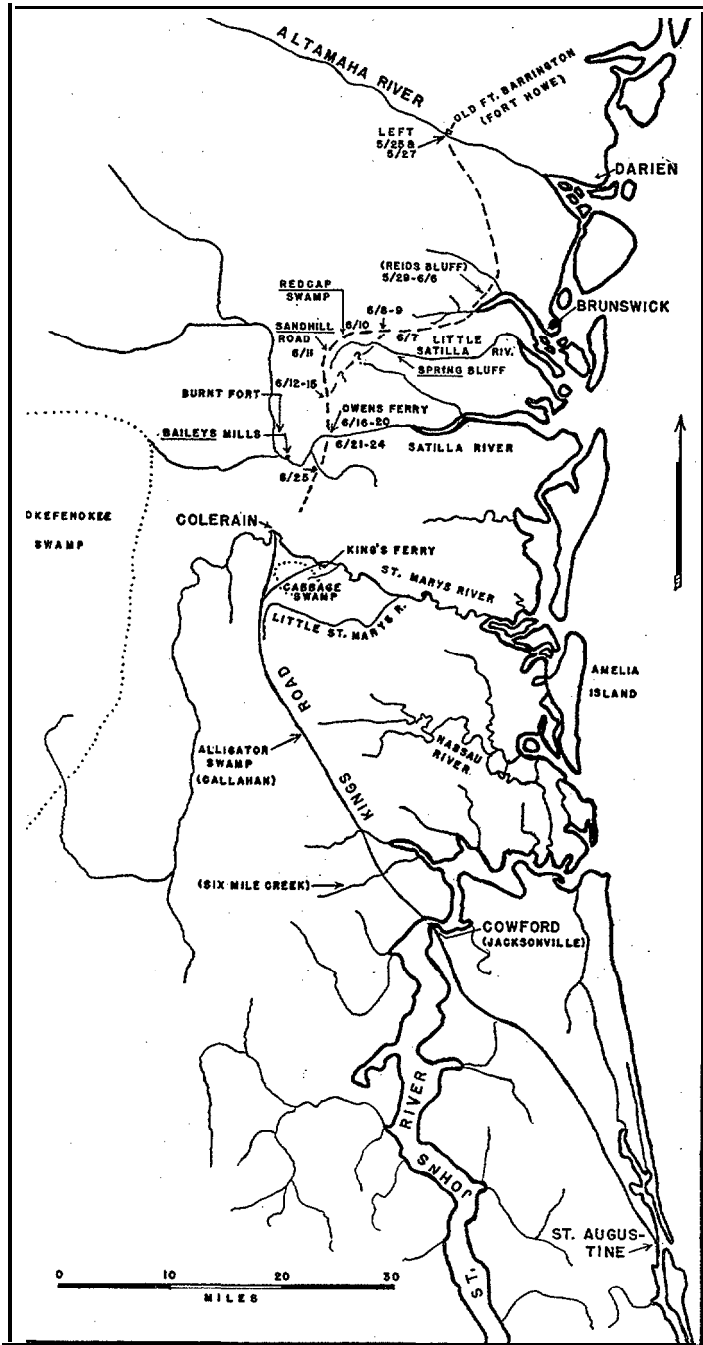 ALTAMAHA RIVER
OLD FT. BARRINGTON
(FORT HOWE)
LEFT
5/25 &
5/27
DARIEN
(REIDS BLUFF)
5/29-6/6
REDCAP
SWAMP
6/8-9
BRUNSWICK
SANDHILL
ROAD
6/10
6/7
LITTLE
SATILLA
RIV.
6/11
?
SPRING BLUFF
6/12-15
BURNT FORT
OWENS FERRY
6/16-20
BAILEYS MILLS
6/21-24
SATILLA RIVER
6/25
OKEFENOKEE
SWAMP
COLERAIN
KING'S FERRY
CABBAGE
SWAMP
ST. MARYS RIVER
LITTLE ST. MARYS R.
AMELIA
ISLAND
KINGS ROAD
NASSAU
RIVER
ALLIGATOR
SWAMP
(CALLAHAN)
(SIX MILE CREEK)
COWFORD
(JACKSONVILLE)
ST. JOHNS RIVER
ST. AUGUS-
TINE
0 10 20 30
MILES